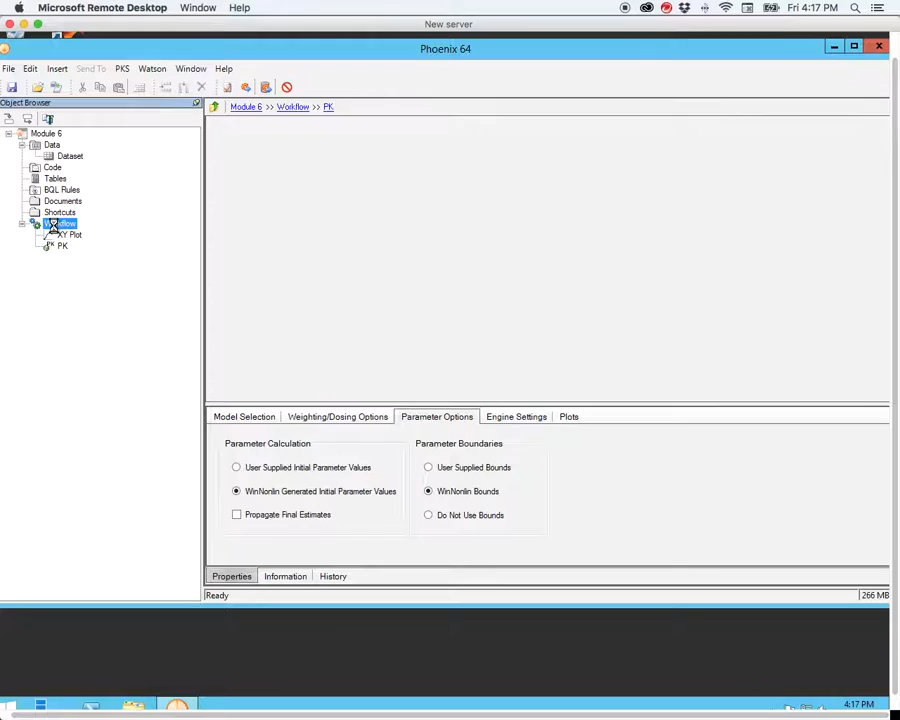 Microsoft Remote Desktop Window Help Fri 4:17 PM
New server
Phoenix 64
File Edit Insert Send To PKS Watson Window Help
Object Browser
Module 6 >> Workflow >> PK
Module 6
Data
Dataset
Code
Tables
BQL Rules
Documents
Shortcuts
XY Plot
PK
Model Selection Weighting/Dosing Options Parameter Options Engine Settings Plots
Parameter Calculation Parameter Boundaries
User Supplied Initial Parameter Values User Supplied Bounds
WinNonlin Generated Initial Parameter Values WinNonlin Bounds
Propagate Final Estimates Do Not Use Bounds
Properties Information History
Ready 266 MB
4:17 PM